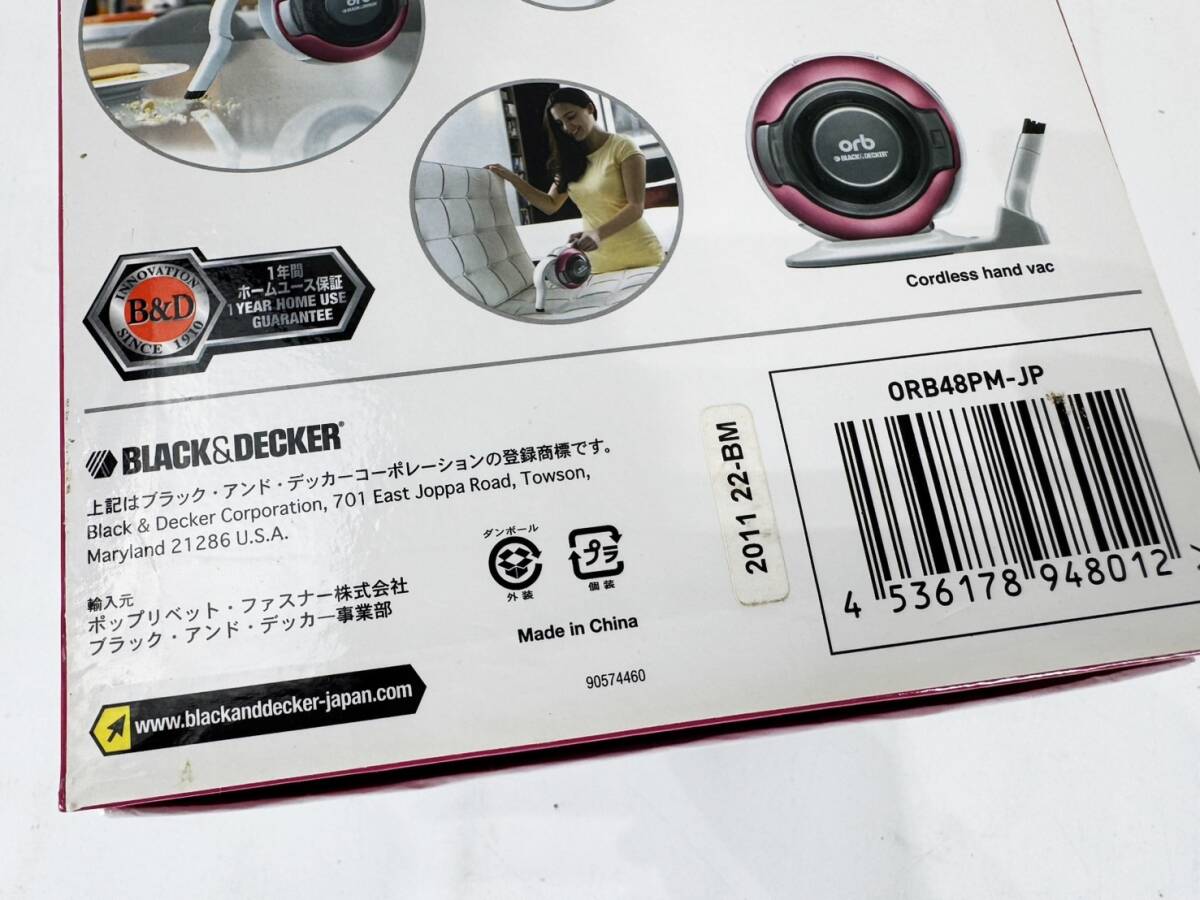 orb
BLACK&DECKER
orb
BLACK&DECKER
Cordless hand vac
INNOVATION
B&D
SINCE 1910
1年間
ホームユース保証
1 YEAR HOME USE
GUARANTEE
BLACK&DECKER
上記はブラック・アンド・デッカーコーポレーションの登録商標です。
Black & Decker Corporation, 701 East Joppa Road, Towson,
Maryland 21286 U.S.A.
輸入元
ポップリベット・ファスナー株式会社
ブラック・アンド・デッカー事業部
www.blackanddecker-japan.com
ダンボール
外装
プラ
個装
Made in China
90574460
2011 22-BM
ORB48PM-JP
4 536178 948012 >